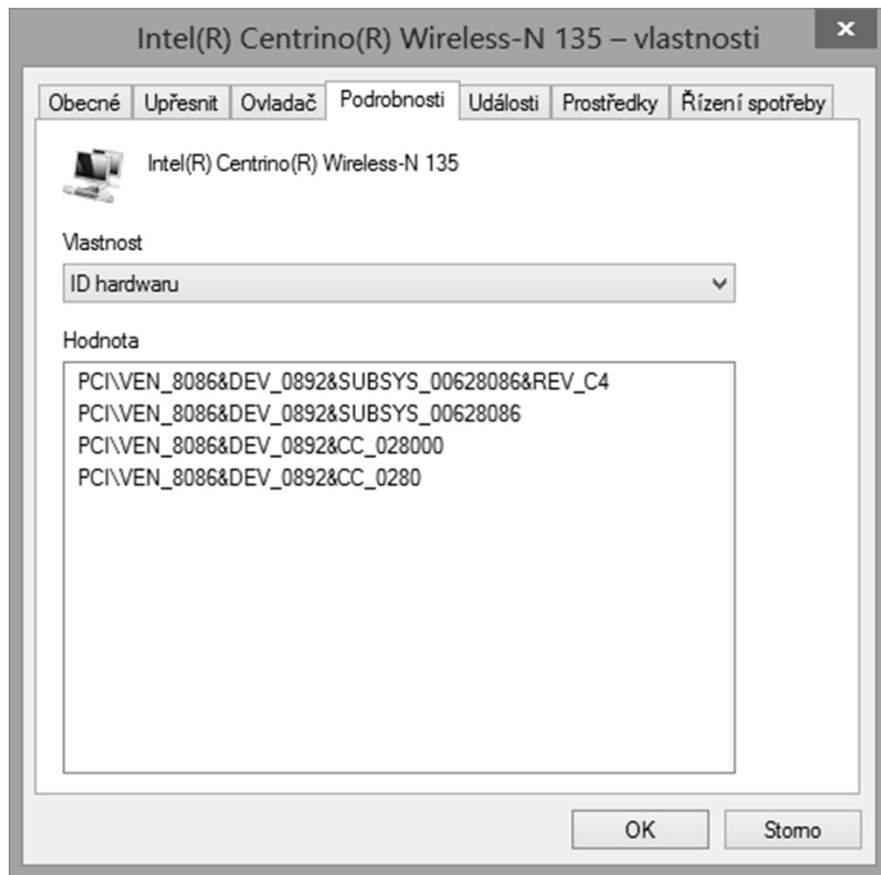 Intel(R) Centrino(R) Wireless-N 135 – vlastnosti
x
Obecné Upřesnit Ovladač Podrobnosti Události Prostředky Řízení spotřeby
Intel(R) Centrino(R) Wireless-N 135
Vlastnost
ID hardwaru
Hodnota
PCI\VEN_8086&DEV_0892&SUBSYS_00628086&REV_C4
PCI\VEN_8086&DEV_0892&SUBSYS_00628086
PCI\VEN_8086&DEV_0892&CC_028000
PCI\VEN_8086&DEV_0892&CC_0280
OK Storno